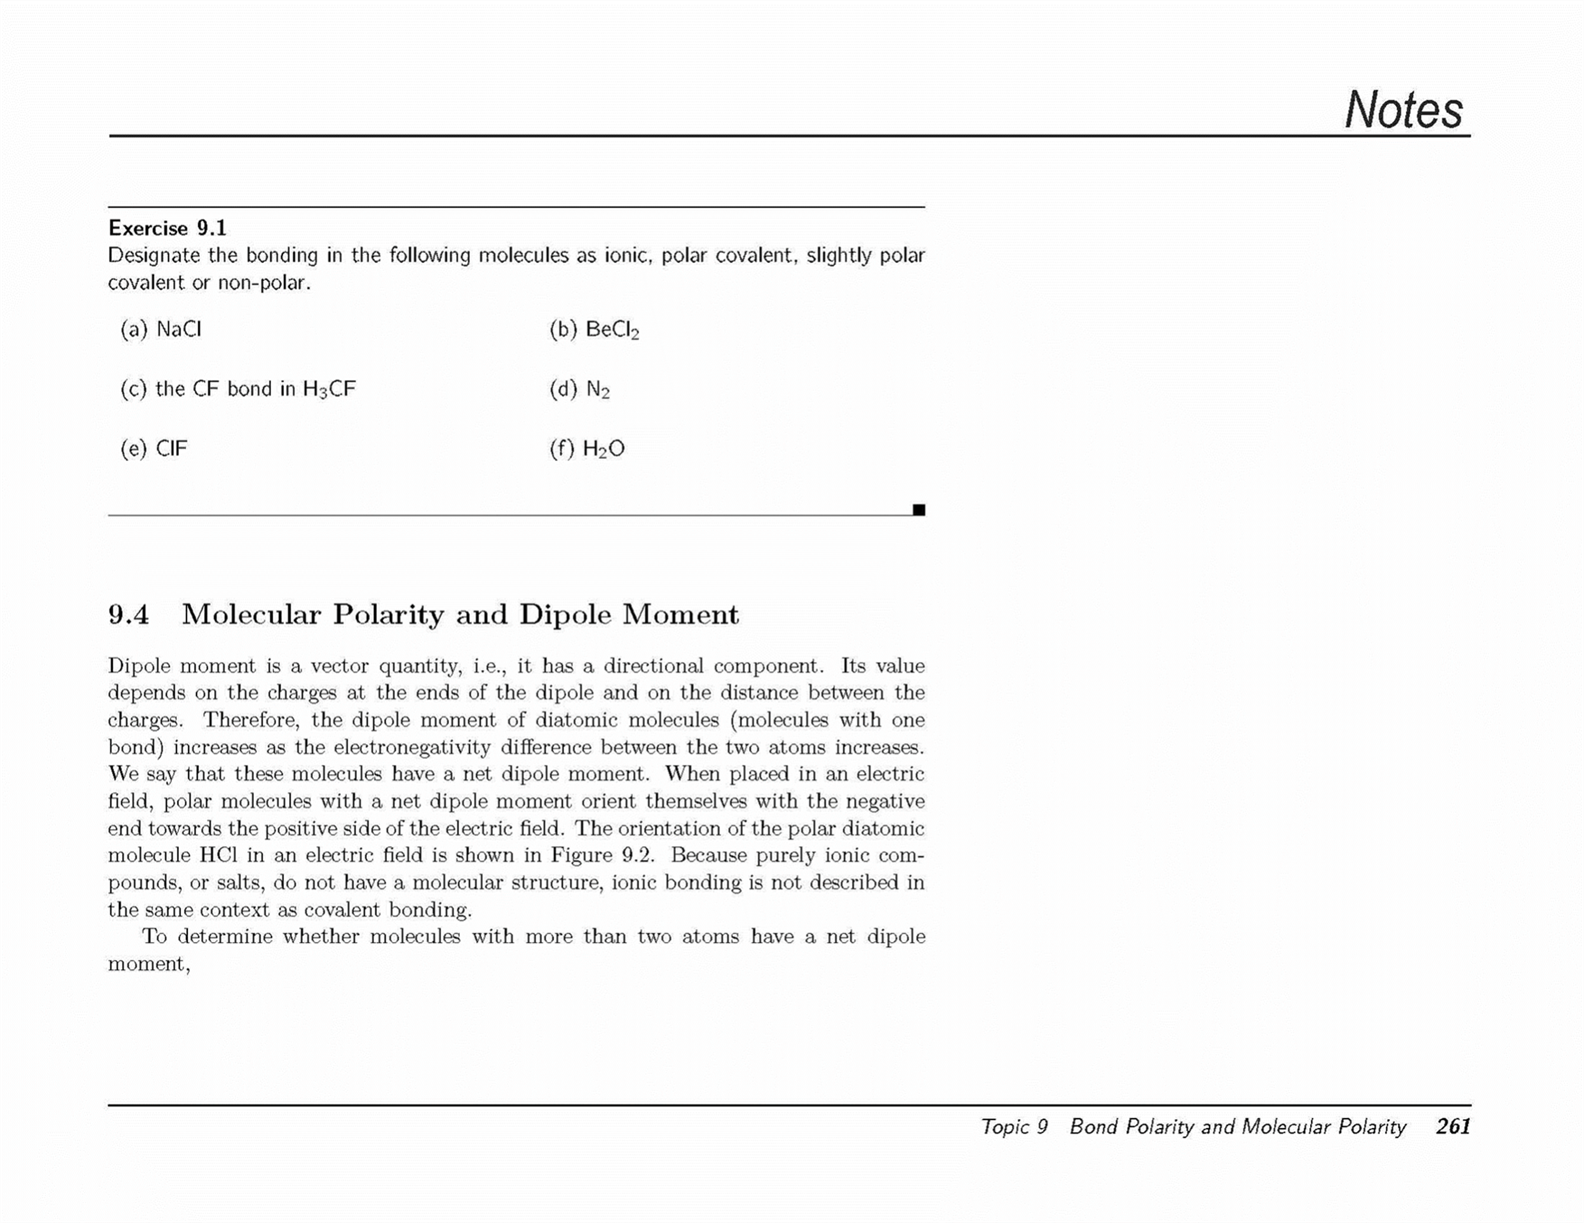 Notes
Exercise 9.1
Designate the bonding in the following molecules as ionic, polar covalent, slightly polar
covalent or non-polar.
(a) NaCl (b) BeCl₂
(c) the CF bond in H₃CF (d) N₂
(e) ClF (f) H₂O
9.4 Molecular Polarity and Dipole Moment
Dipole moment is a vector quantity, i.e., it has a directional component. Its value
depends on the charges at the ends of the dipole and on the distance between the
charges. Therefore, the dipole moment of diatomic molecules (molecules with one
bond) increases as the electronegativity difference between the two atoms increases.
We say that these molecules have a net dipole moment. When placed in an electric
field, polar molecules with a net dipole moment orient themselves with the negative
end towards the positive side of the electric field. The orientation of the polar diatomic
molecule HCl in an electric field is shown in Figure 9.2. Because purely ionic com-
pounds, or salts, do not have a molecular structure, ionic bonding is not described in
the same context as covalent bonding.
To determine whether molecules with more than two atoms have a net dipole
moment,
Topic 9 Bond Polarity and Molecular Polarity 261